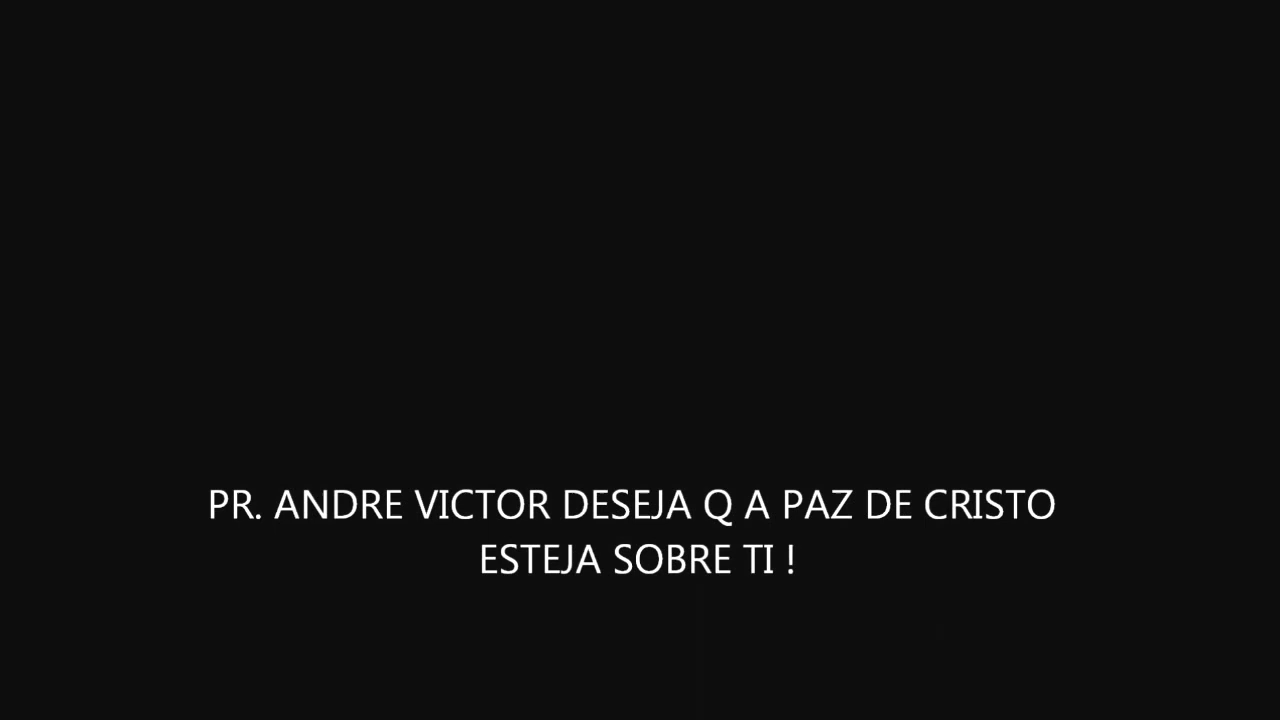 PR. ANDRE VICTOR DESEJA Q A PAZ DE CRISTO
ESTEJA SOBRE TI !